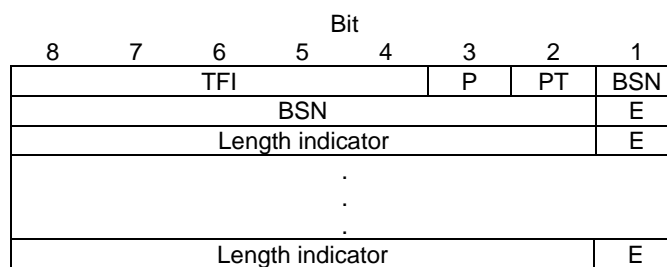 Bit
8 7 6 5 4 3 2 1
TFI P PT BSN
BSN E
Length indicator E
.
.
.
Length indicator E